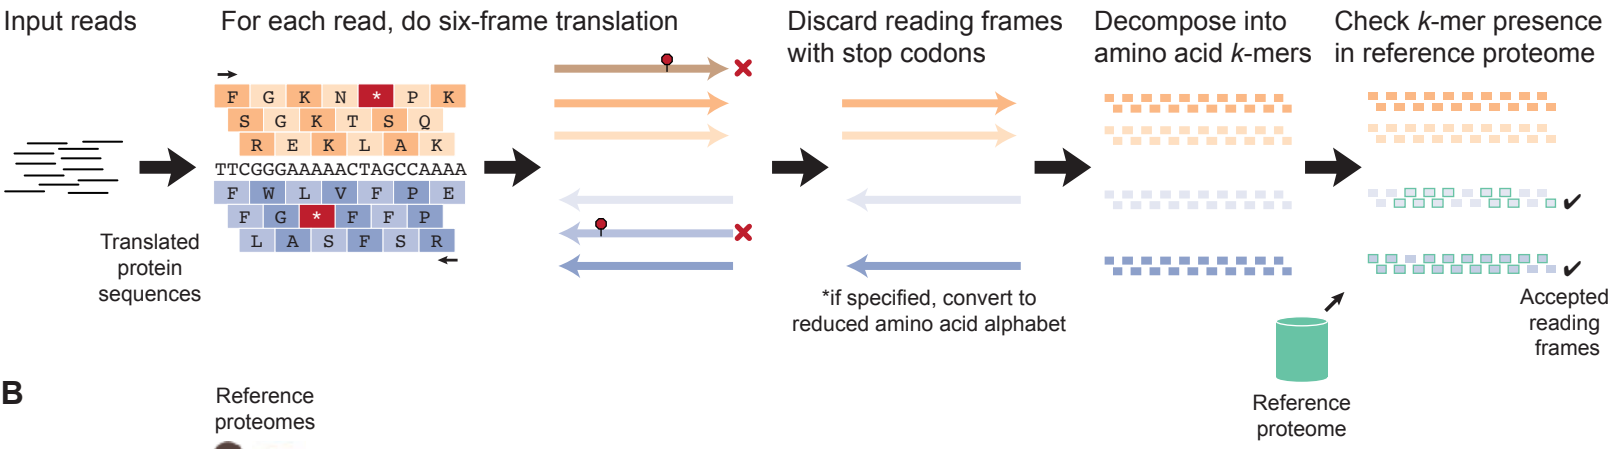 Input reads
For each read, do six-frame translation
Discard reading frames
with stop codons
Decompose into
amino acid k-mers
Check k-mer presence
in reference proteome
F G K N * P K
S G K T S Q
R E K L A K
TTCGGGAAAAACTAGCCAAAA
F W L V F P E
F G * F F P
L A S F S R
Translated
protein
sequences
*if specified, convert to
reduced amino acid alphabet
Accepted
reading
frames
Reference
proteome
B
Reference
proteomes